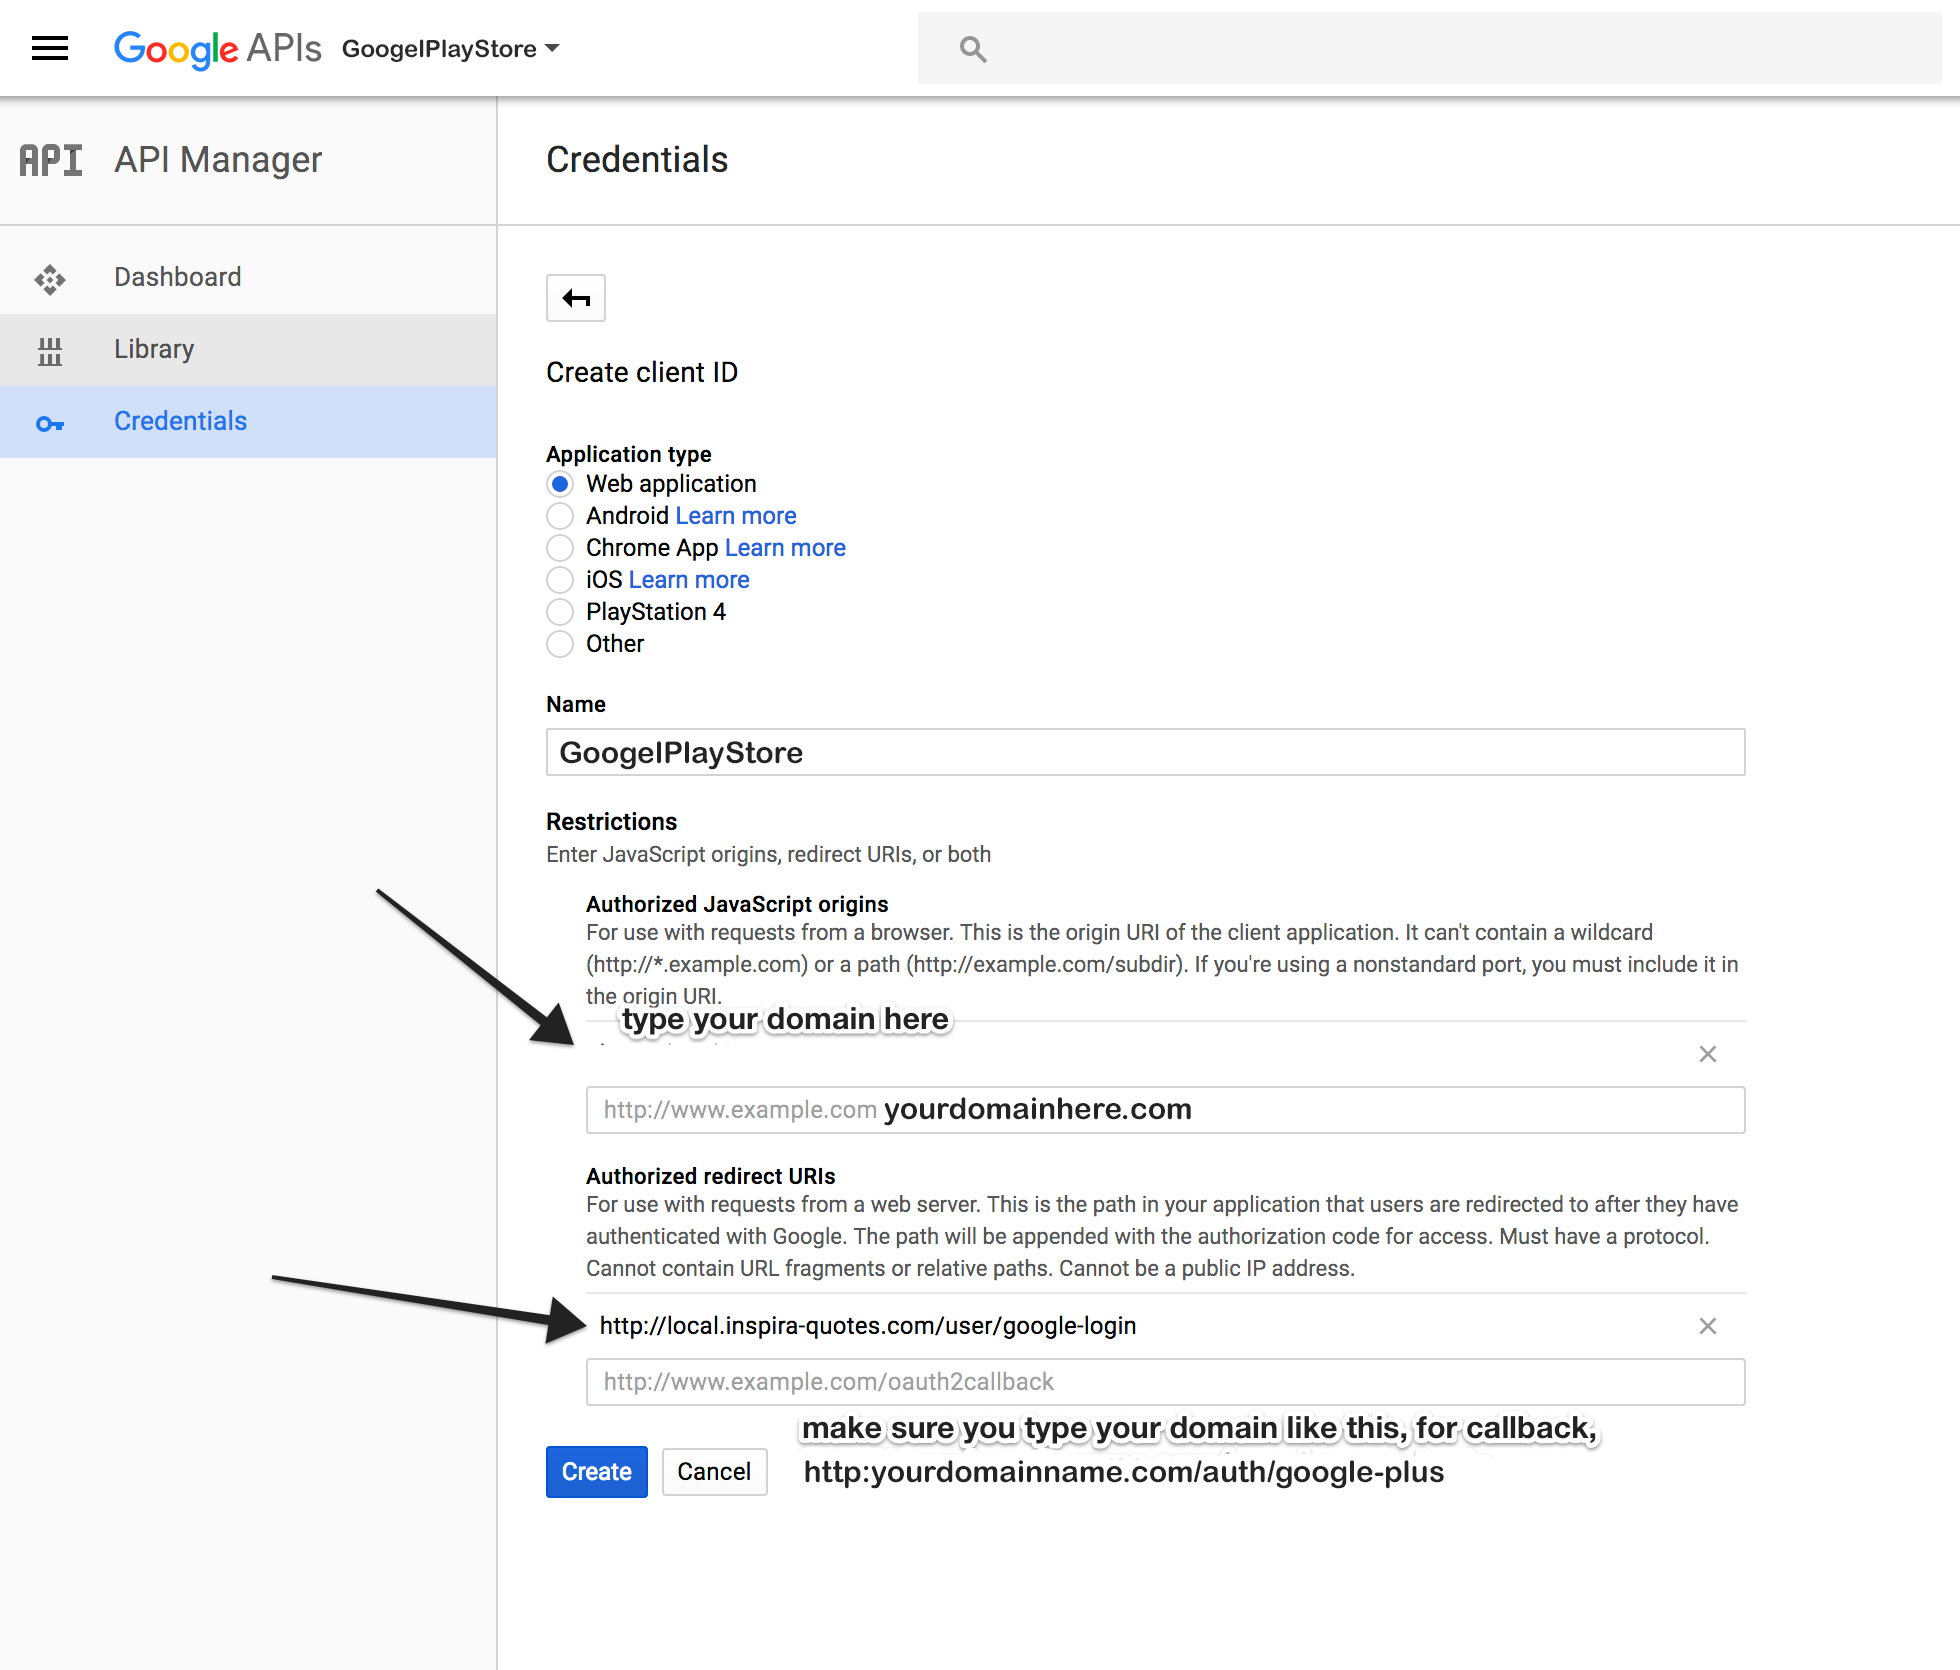 Google APIs GoogelPlayStore
API API Manager
Credentials
Dashboard
Library
Credentials
Create client ID
Application type
Web application
Android Learn more
Chrome App Learn more
iOS Learn more
PlayStation 4
Other
Name
GoogelPlayStore
Restrictions
Enter JavaScript origins, redirect URIs, or both
Authorized JavaScript origins
For use with requests from a browser. This is the origin URI of the client application. It can't contain a wildcard
(http://*.example.com) or a path (http://example.com/subdir). If you're using a nonstandard port, you must include it in
the origin URI.
type your domain here
http://www.example.com yourdomainhere.com
Authorized redirect URIs
For use with requests from a web server. This is the path in your application that users are redirected to after they have
authenticated with Google. The path will be appended with the authorization code for access. Must have a protocol.
Cannot contain URL fragments or relative paths. Cannot be a public IP address.
http://local.inspira-quotes.com/user/google-login
http://www.example.com/oauth2callback
make sure you type your domain like this, for callback,
Create Cancel http:yourdomainname.com/auth/google-plus